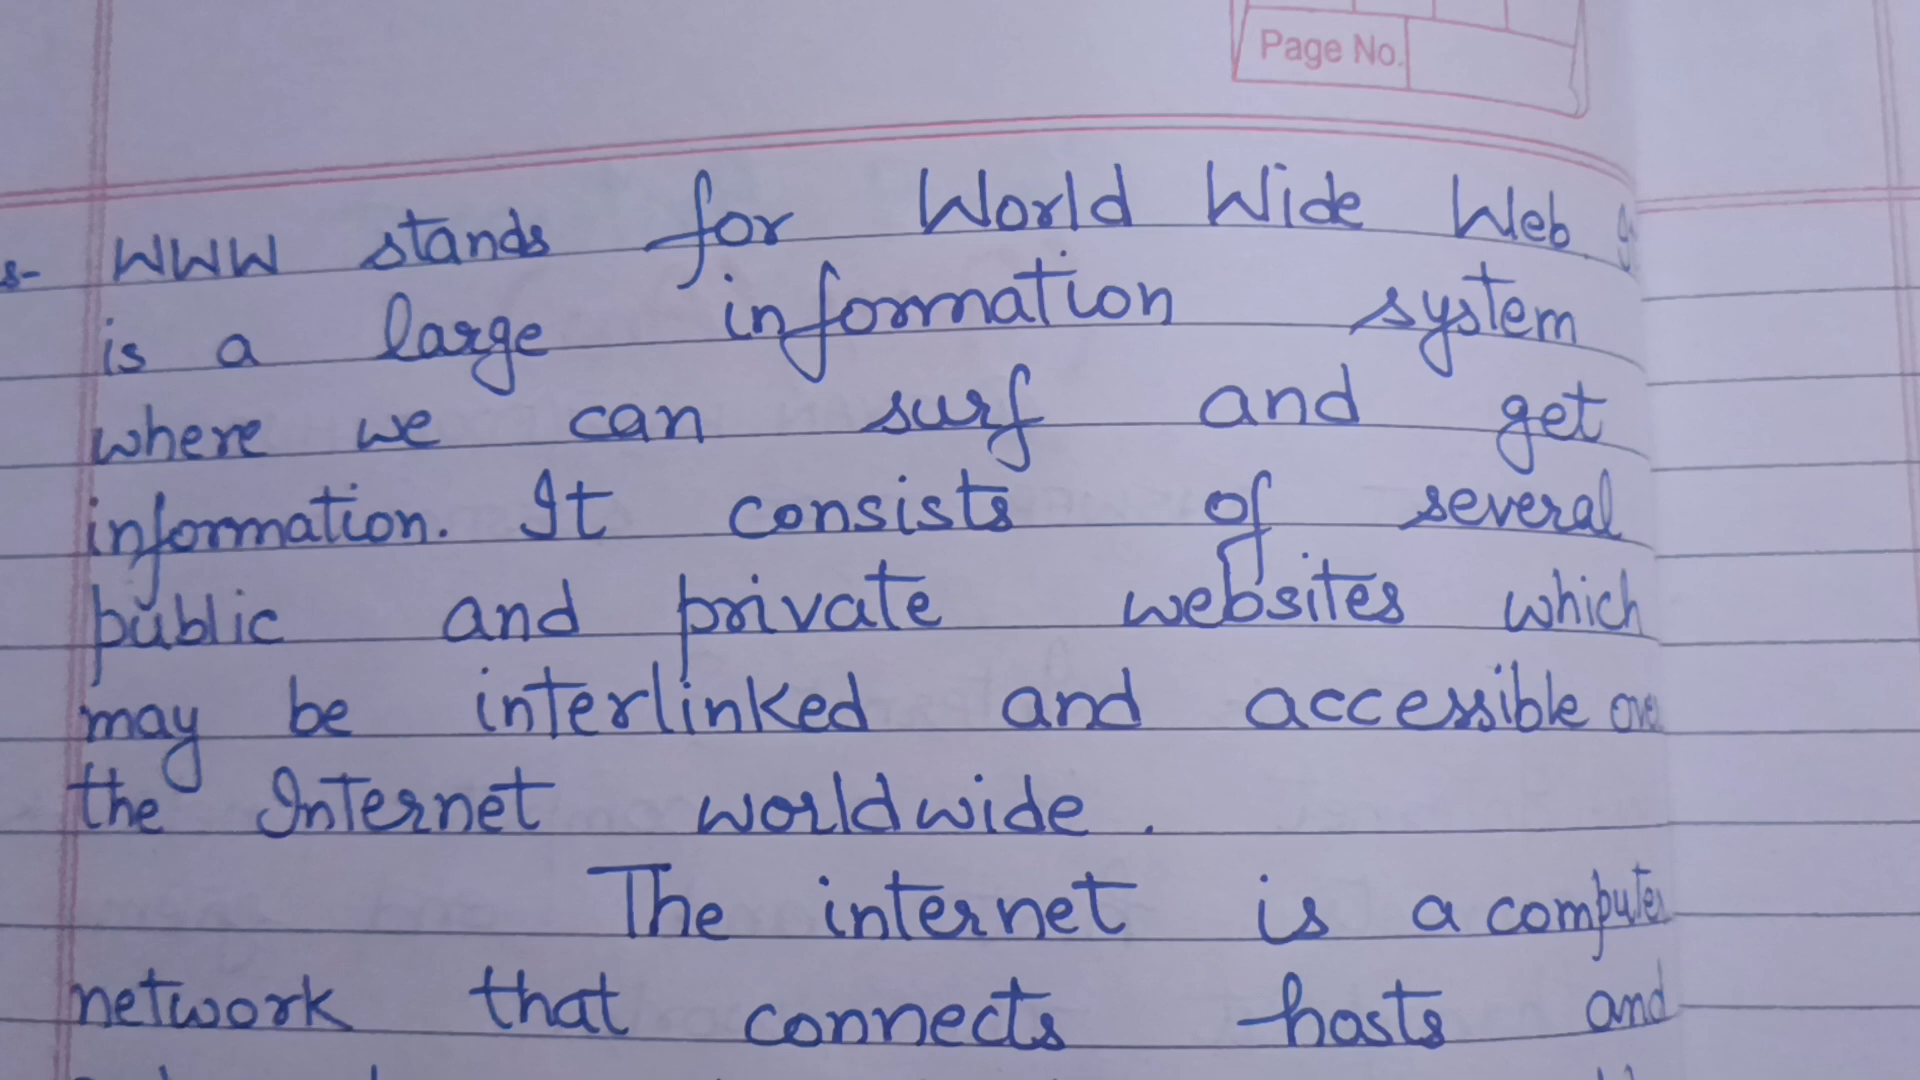 Page No.
s- WWW stands for World Wide Web
is a large information system
where we can surf and get
information. It consists of several
public and private websites which
may be interlinked and accessible over
the Internet worldwide.
The internet is a computer
network that connects hosts and